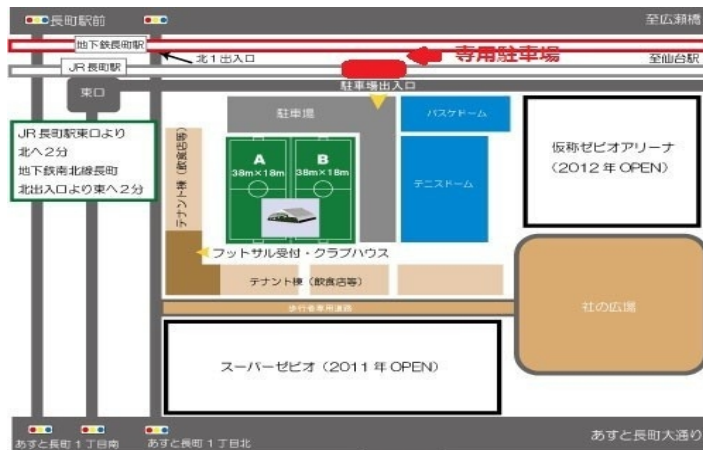 長町駅前
至広瀬橋
地下鉄長町駅
北1出入口
専用駐車場
JR長町駅
至仙台駅
東口
駐車場出入口
JR長町駅東口より
北へ2分
地下鉄南北線長町
北出入口より東へ2分
駐車場
バスケドーム
仮称ゼビオアリーナ
(2012年OPEN)
テナント棟(飲食店等)
A
38m×18m
B
38m×18m
テニスドーム
フットサル受付・クラブハウス
テナント棟(飲食店等)
歩行者専用道路
杜の広場
スーパーゼビオ(2011年OPEN)
あすと長町1丁目南
あすと長町1丁目北
あすと長町大通り